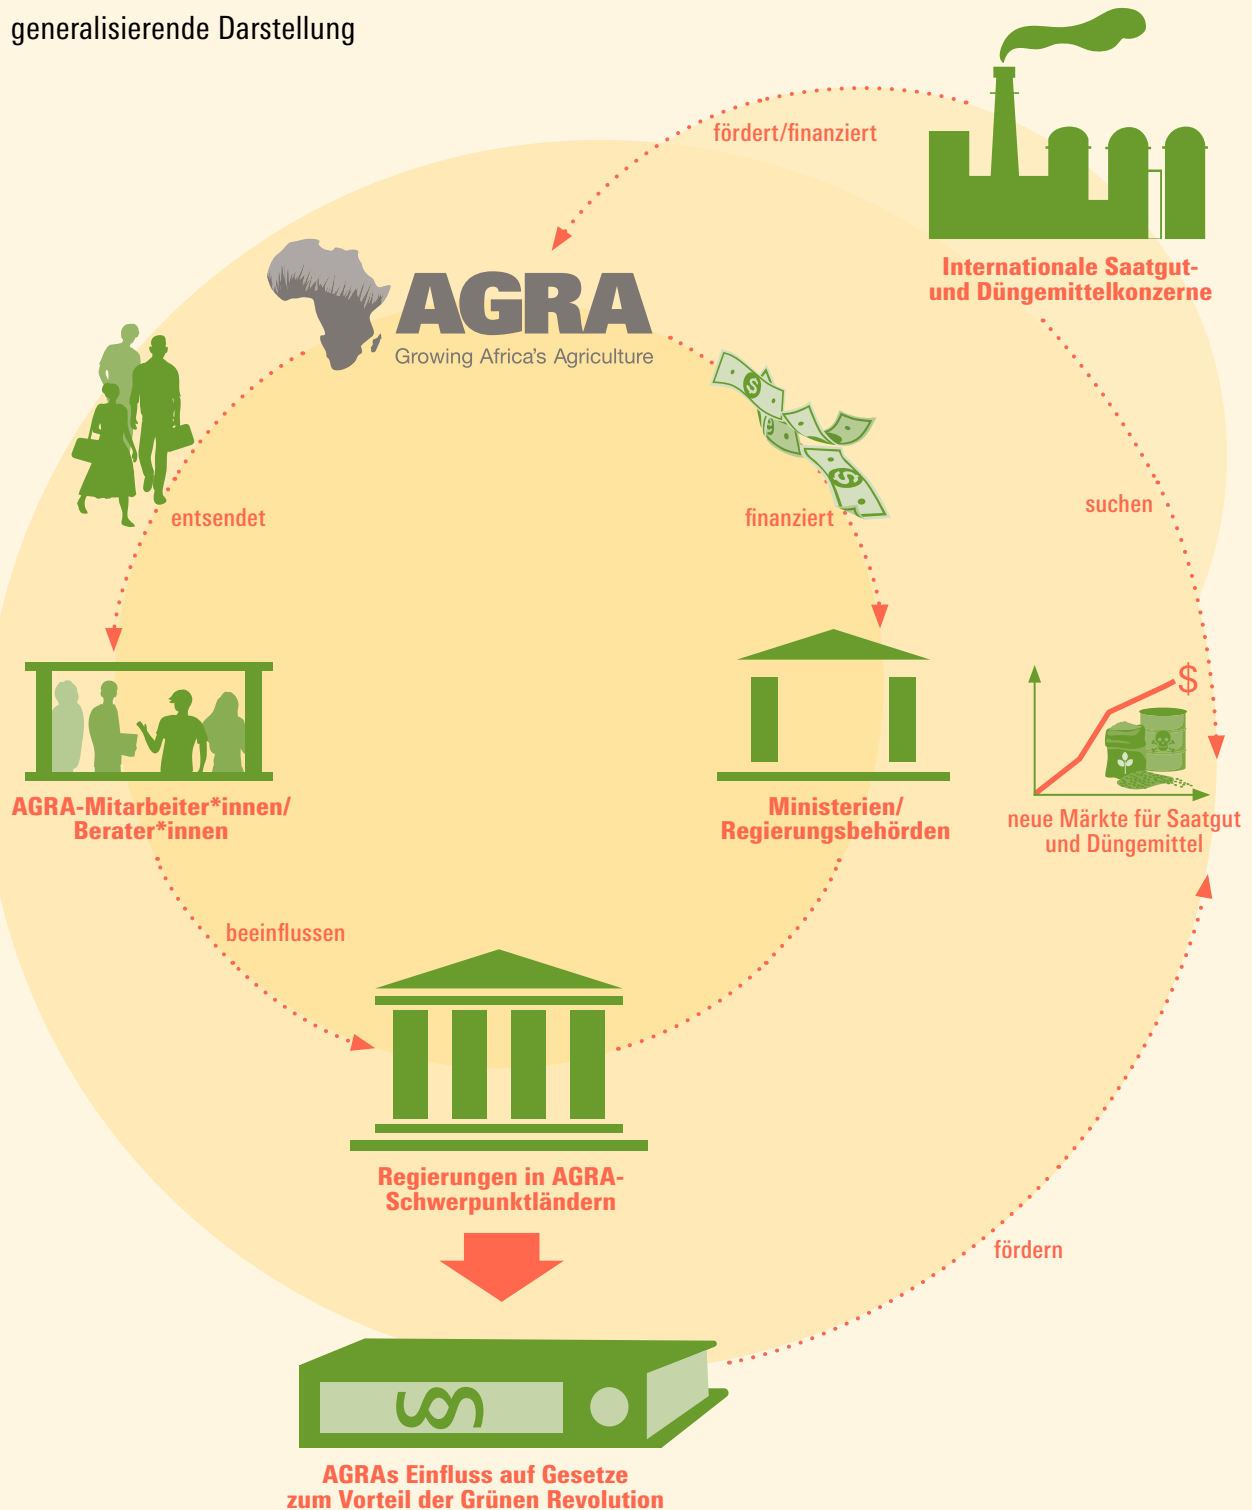 generalisierende Darstellung
fördert/finanziert
Internationale Saatgut-
und Düngemittelkonzerne
AGRA
Growing Africa's Agriculture
entsendet
finanziert
suchen
$
$
$
AGRA-Mitarbeiter*innen/
Berater*innen
Ministerien/
Regierungsbehörden
neue Märkte für Saatgut
und Düngemittel
beeinflussen
Regierungen in AGRA-
Schwerpunktländern
fördern
§
AGRAs Einfluss auf Gesetze
zum Vorteil der Grünen Revolution